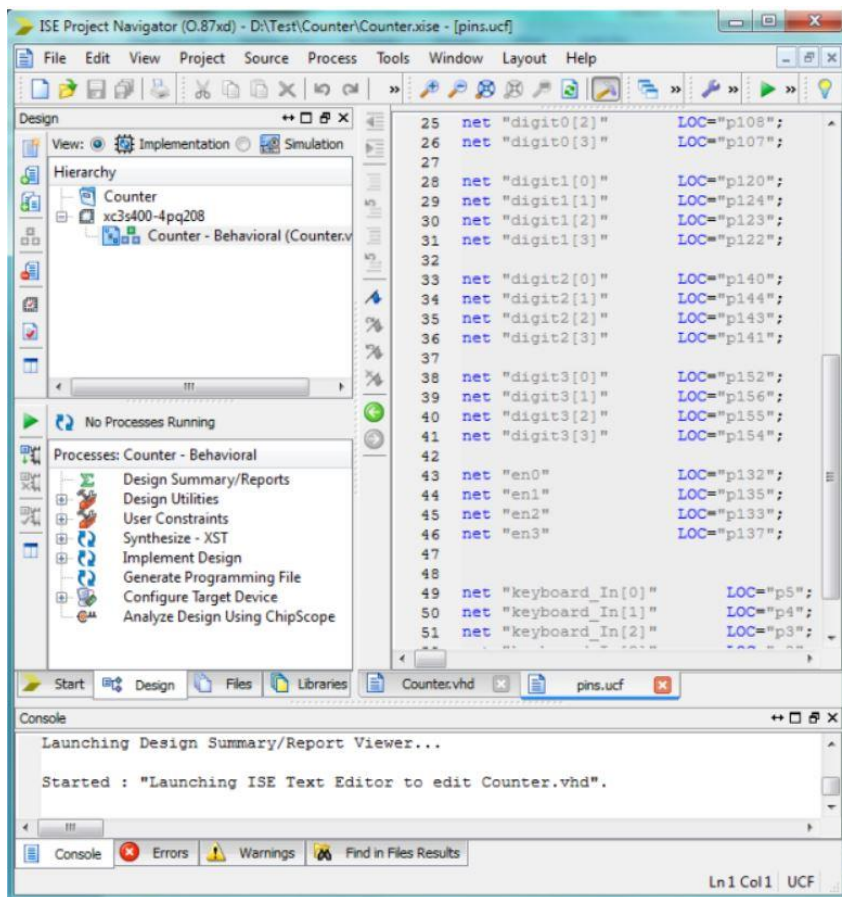 ISE Project Navigator (O.87xd) - D:\Test\Counter\Counter.xise - [pins.ucf]
File Edit View Project Source Process Tools Window Layout Help
Design
View: Implementation Simulation
Hierarchy
Counter
xc3s400-4pq208
Counter - Behavioral (Counter.v
No Processes Running
Processes: Counter - Behavioral
Design Summary/Reports
Design Utilities
User Constraints
Synthesize - XST
Implement Design
Generate Programming File
Configure Target Device
Analyze Design Using ChipScope
Start Design Files Libraries
25 net "digit0[2]" LOC="p108";
26 net "digit0[3]" LOC="p107";
27
28 net "digit1[0]" LOC="p120";
29 net "digit1[1]" LOC="p124";
30 net "digit1[2]" LOC="p123";
31 net "digit1[3]" LOC="p122";
32
33 net "digit2[0]" LOC="p140";
34 net "digit2[1]" LOC="p144";
35 net "digit2[2]" LOC="p143";
36 net "digit2[3]" LOC="p141";
37
38 net "digit3[0]" LOC="p152";
39 net "digit3[1]" LOC="p156";
40 net "digit3[2]" LOC="p155";
41 net "digit3[3]" LOC="p154";
42
43 net "en0" LOC="p132";
44 net "en1" LOC="p135";
45 net "en2" LOC="p133";
46 net "en3" LOC="p137";
47
48
49 net "keyboard_In[0]" LOC="p5";
50 net "keyboard_In[1]" LOC="p4";
51 net "keyboard_In[2]" LOC="p3";
Counter.vhd pins.ucf
Console
Launching Design Summary/Report Viewer...
Started : "Launching ISE Text Editor to edit Counter.vhd".
Console Errors Warnings Find in Files Results
Ln 1 Col 1 UCF